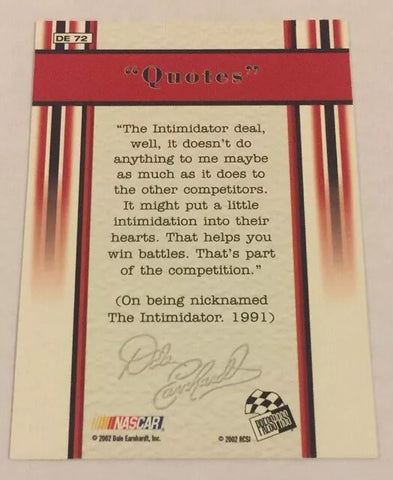 DE 72
"Quotes"
"The Intimidator deal,
well, it doesn't do
anything to me maybe
as much as it does to
the other competitors.
It might put a little
intimidation into their
hearts. That helps you
win battles. That's part
of the competition."
(On being nicknamed
The Intimidator. 1991)
Dale
Earnhardt
NASCAR
PRESS PASS
© 2002 Dale Earnhardt, Inc.
© 2002 RCSI